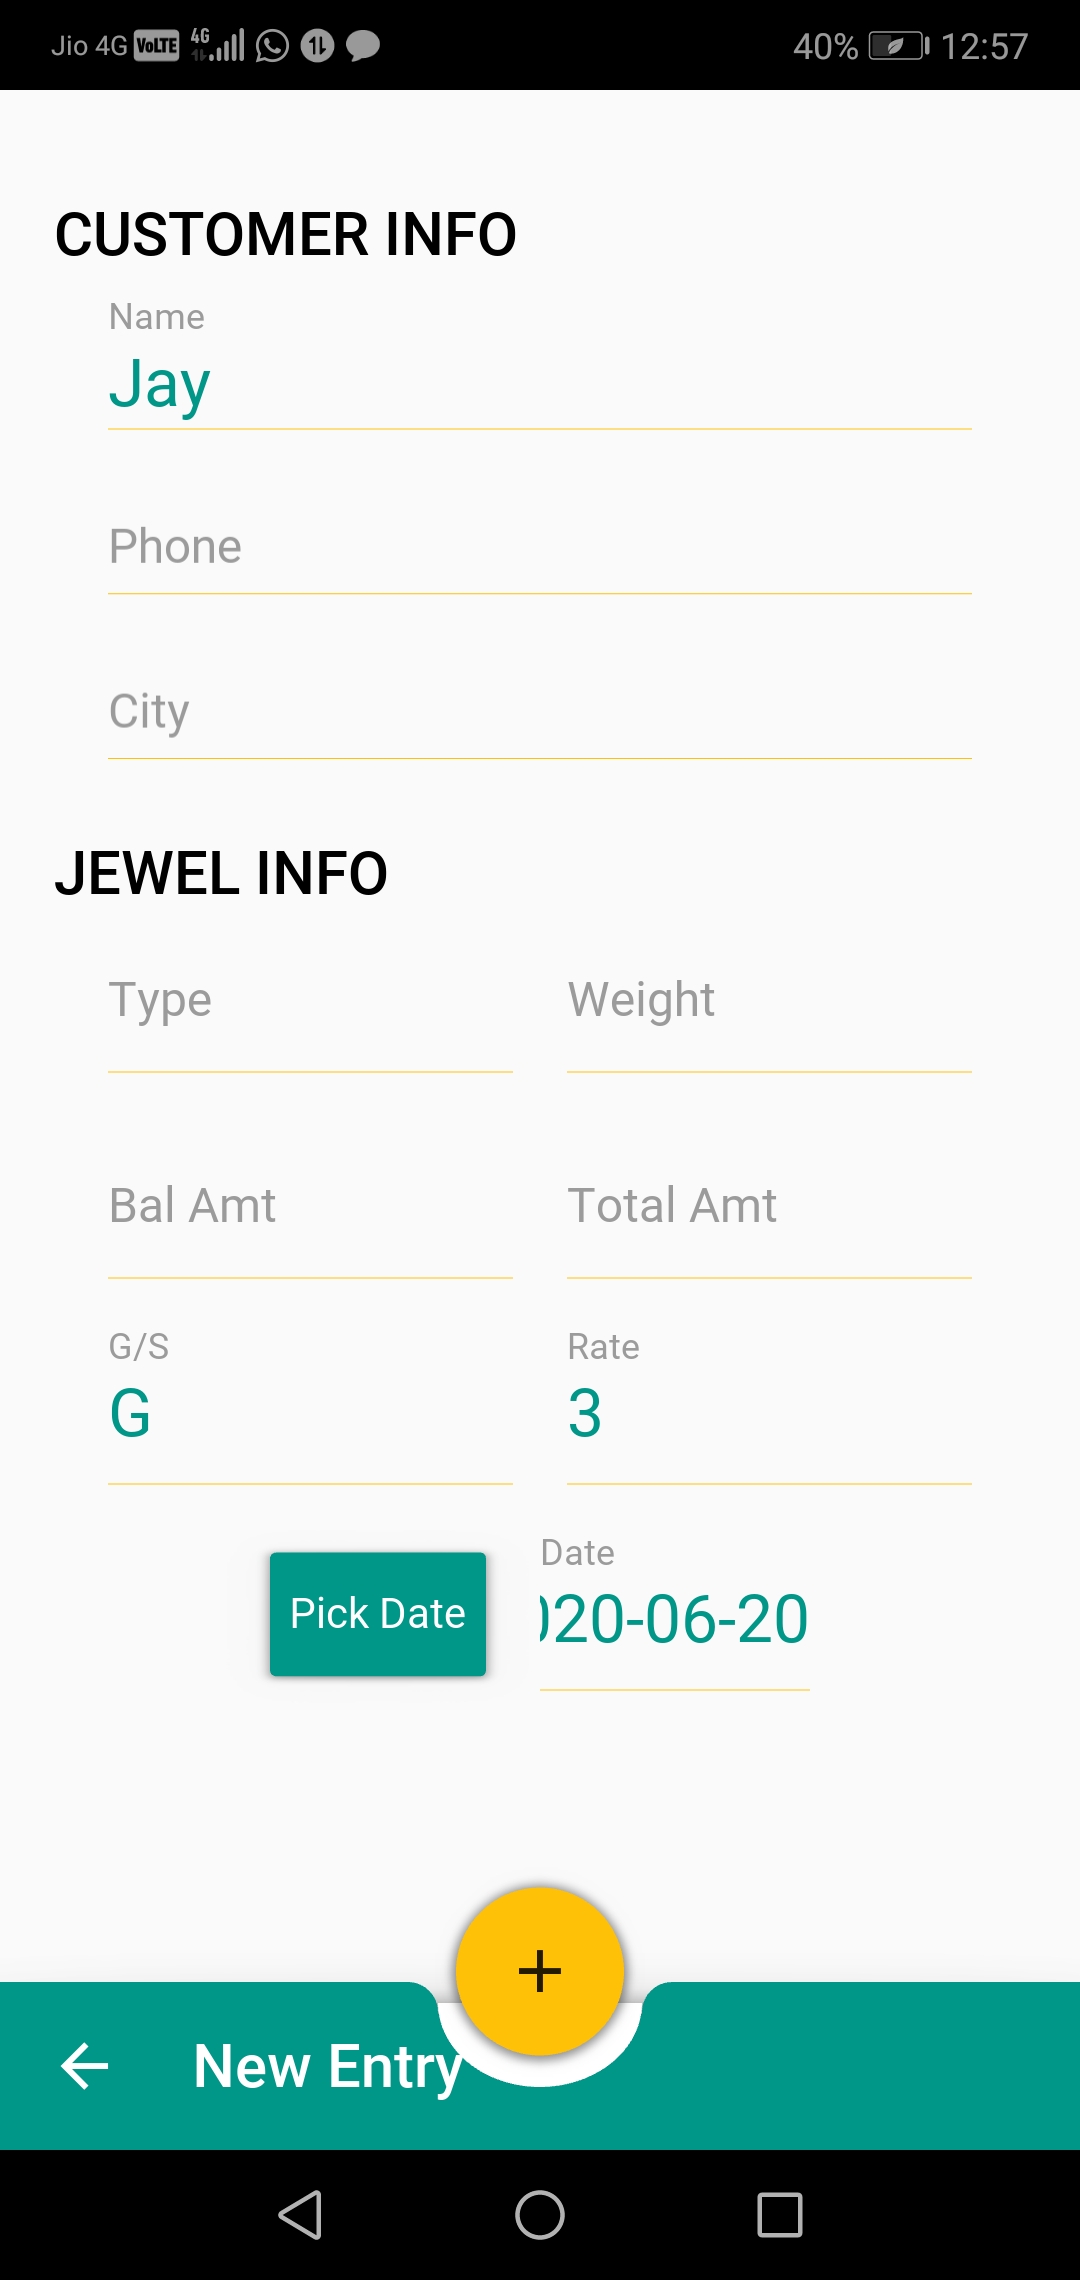 Jio 4G VoLTE 4G 40% 12:57
CUSTOMER INFO
Name
Jay
Phone
City
JEWEL INFO
Type Weight
Bal Amt Total Amt
G/S Rate
G 3
Date
Pick Date 020-06-20
New Entry